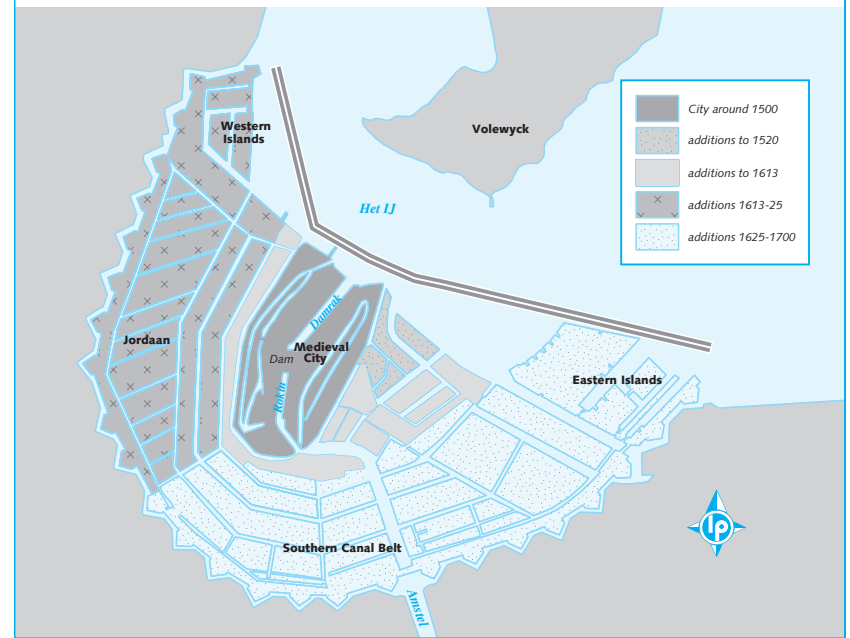 Western
Islands
Volewyck
City around 1500
additions to 1520
additions to 1613
additions 1613-25
additions 1625-1700
Het IJ
Damrak
Jordaan
Medieval
City
Dam
Rokin
Eastern Islands
Southern Canal Belt
Amstel
lp